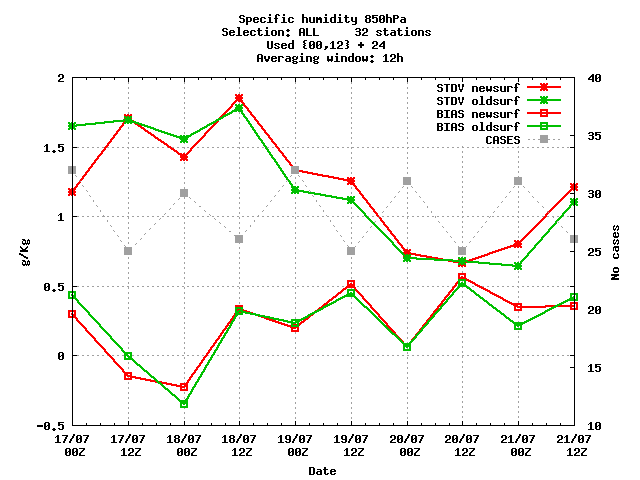 Specific humidity 850hPa
Selection: ALL 32 stations
Used {00,12} + 24
Averaging window: 12h
STDV newsurf
STDV oldsurf
BIAS newsurf
BIAS oldsurf
CASES
2
1.5
1
0.5
0
-0.5
g/Kg
40
35
30
25
20
15
10
No cases
17/07 17/07 18/07 18/07 19/07 19/07 20/07 20/07 21/07 21/07
00Z 12Z 00Z 12Z 00Z 12Z 00Z 12Z 00Z 12Z
Date